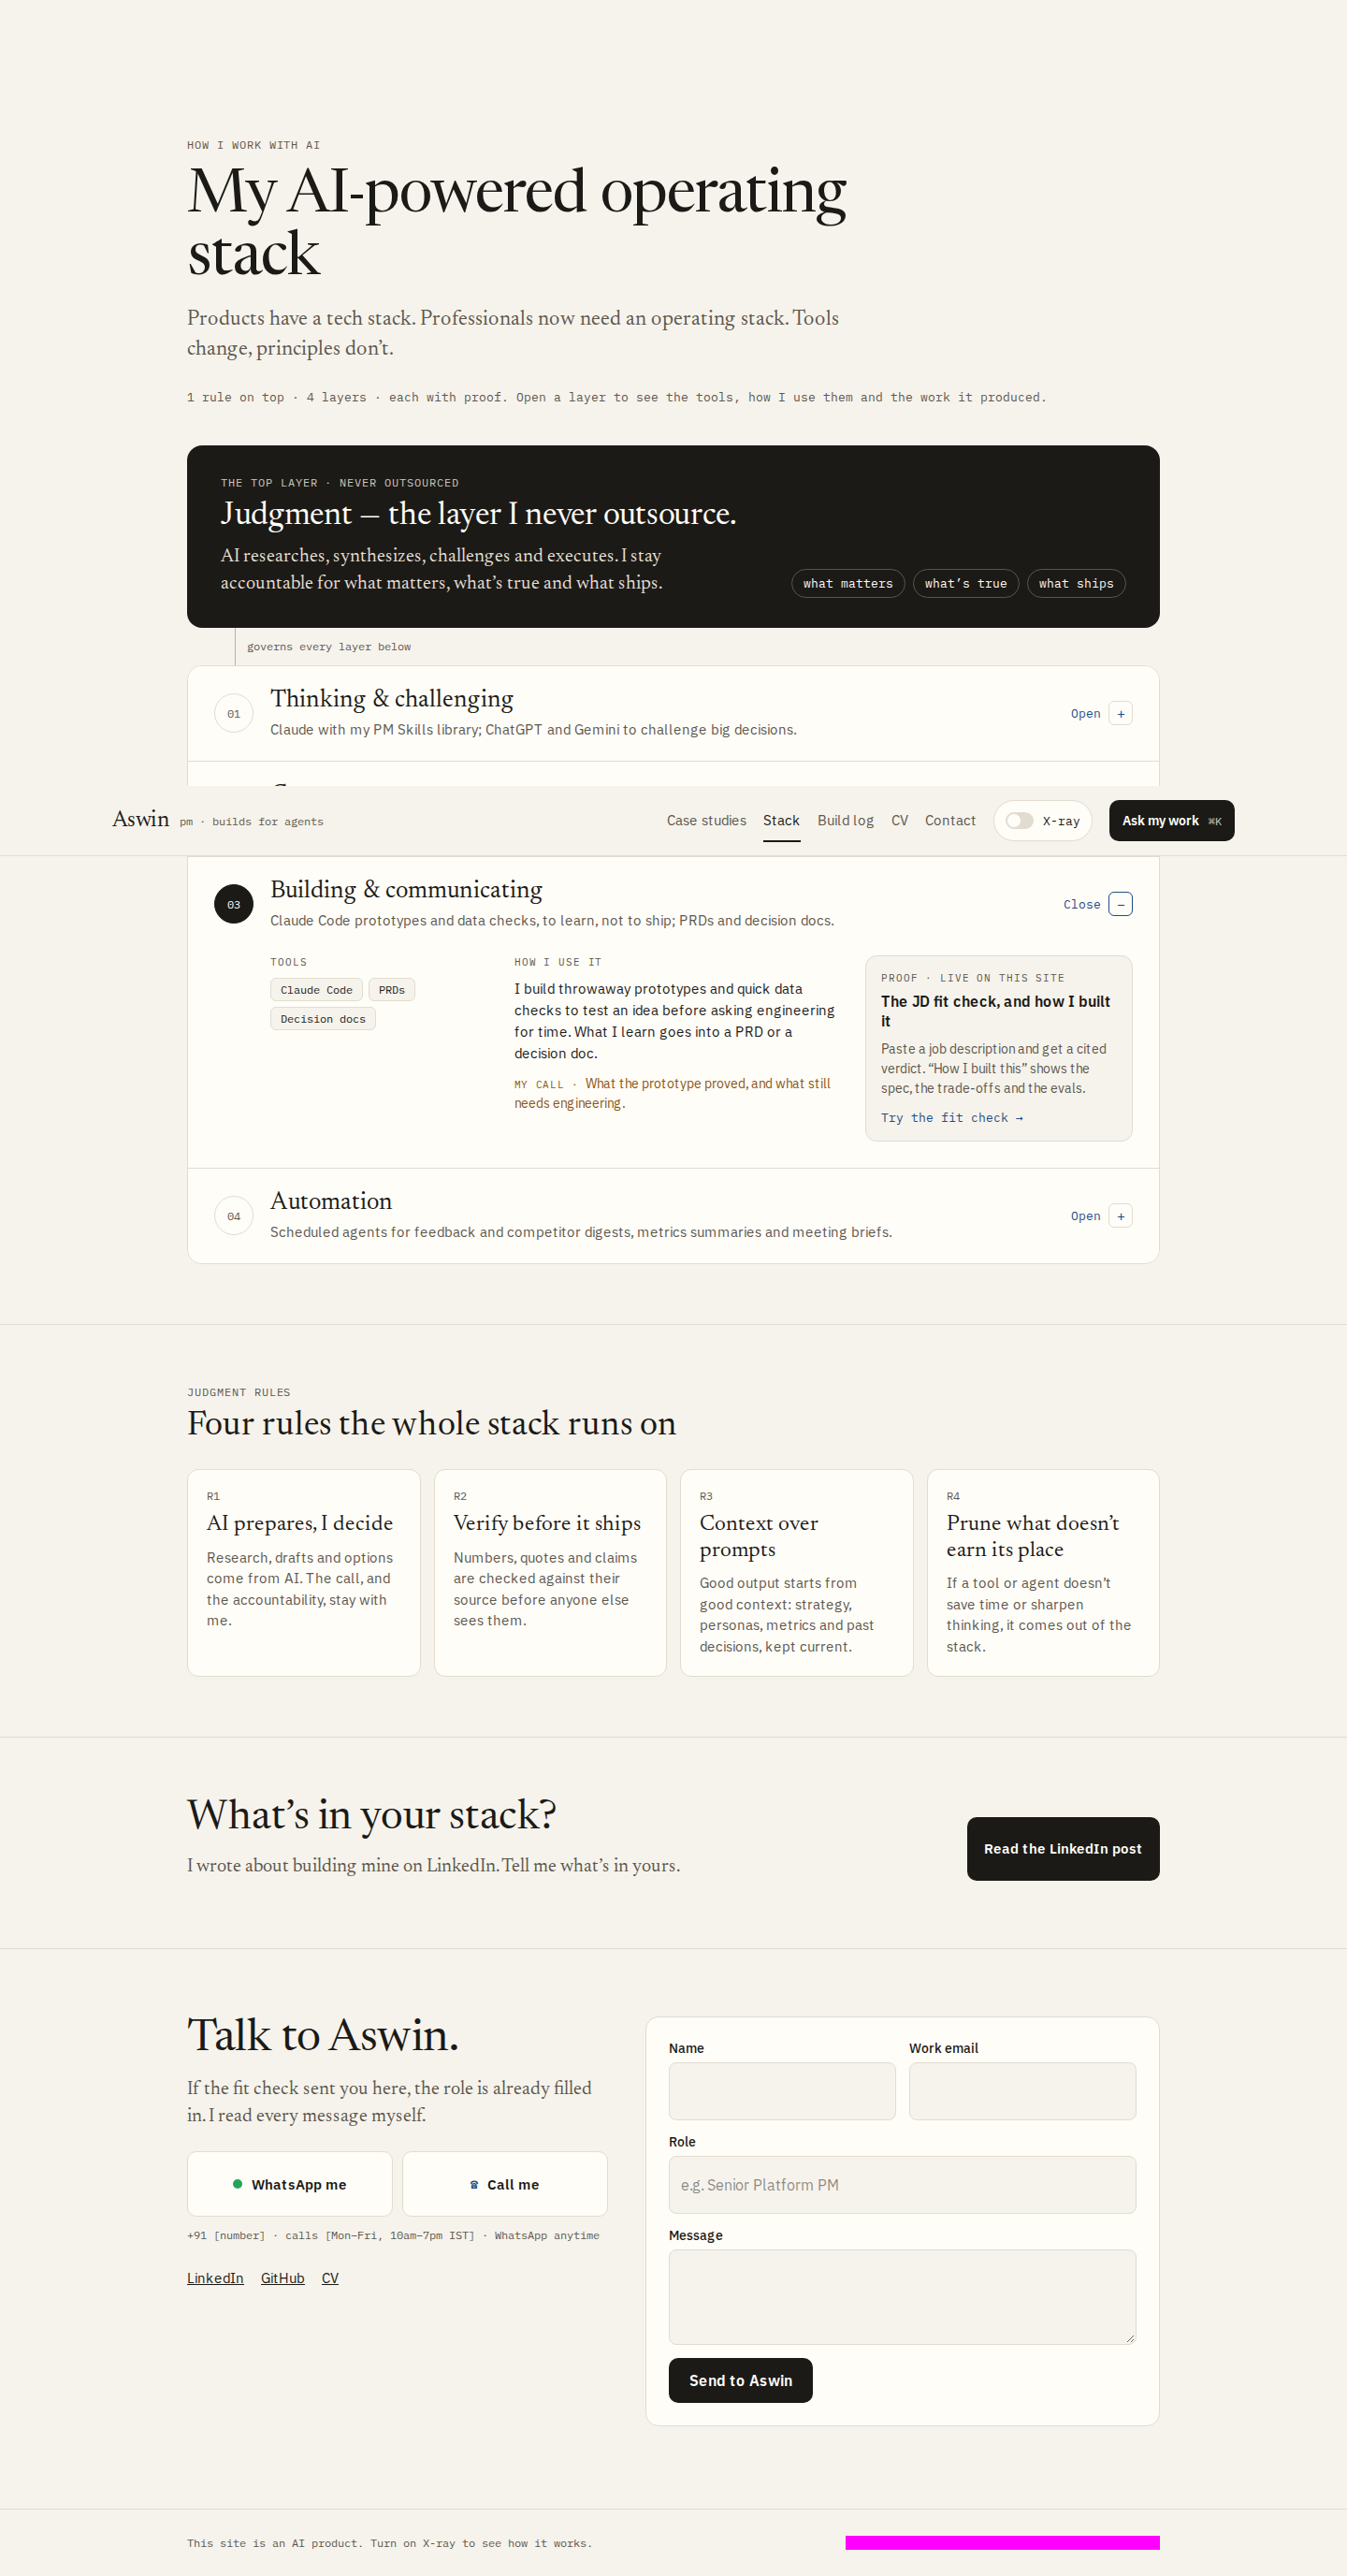 HOW I WORK WITH AI
My AI-powered operating
stack
Products have a tech stack. Professionals now need an operating stack. Tools
change, principles don’t.
1 rule on top · 4 layers · each with proof. Open a layer to see the tools, how I use them and the work it produced.
THE TOP LAYER · NEVER OUTSOURCED
Judgment — the layer I never outsource.
AI researches, synthesizes, challenges and executes. I stay
accountable for what matters, what’s true and what ships.
what matters what’s true what ships
governs every layer below
01
Thinking & challenging
Claude with my PM Skills library; ChatGPT and Gemini to challenge big decisions.
Open +
Aswin pm · builds for agents
Case studies Stack Build log CV Contact X-ray Ask my work ⌘K
03
Building & communicating
Claude Code prototypes and data checks, to learn, not to ship; PRDs and decision docs.
Close −
TOOLS
Claude Code PRDs
Decision docs
HOW I USE IT
I build throwaway prototypes and quick data
checks to test an idea before asking engineering
for time. What I learn goes into a PRD or a
decision doc.
MY CALL · What the prototype proved, and what still
needs engineering.
PROOF · LIVE ON THIS SITE
The JD fit check, and how I built
it
Paste a job description and get a cited
verdict. “How I built this” shows the
spec, the trade-offs and the evals.
Try the fit check →
04
Automation
Scheduled agents for feedback and competitor digests, metrics summaries and meeting briefs.
Open +
JUDGMENT RULES
Four rules the whole stack runs on
R1
AI prepares, I decide
Research, drafts and options
come from AI. The call, and
the accountability, stay with
me.
R2
Verify before it ships
Numbers, quotes and claims
are checked against their
source before anyone else
sees them.
R3
Context over
prompts
Good output starts from
good context: strategy,
personas, metrics and past
decisions, kept current.
R4
Prune what doesn’t
earn its place
If a tool or agent doesn’t
save time or sharpen
thinking, it comes out of the
stack.
What’s in your stack?
I wrote about building mine on LinkedIn. Tell me what’s in yours.
Read the LinkedIn post
Talk to Aswin.
If the fit check sent you here, the role is already filled
in. I read every message myself.
WhatsApp me
☎ Call me
+91 [number] · calls [Mon–Fri, 10am–7pm IST] · WhatsApp anytime
LinkedIn GitHub CV
Name
Work email
Role
e.g. Senior Platform PM
Message
Send to Aswin
This site is an AI product. Turn on X-ray to see how it works.